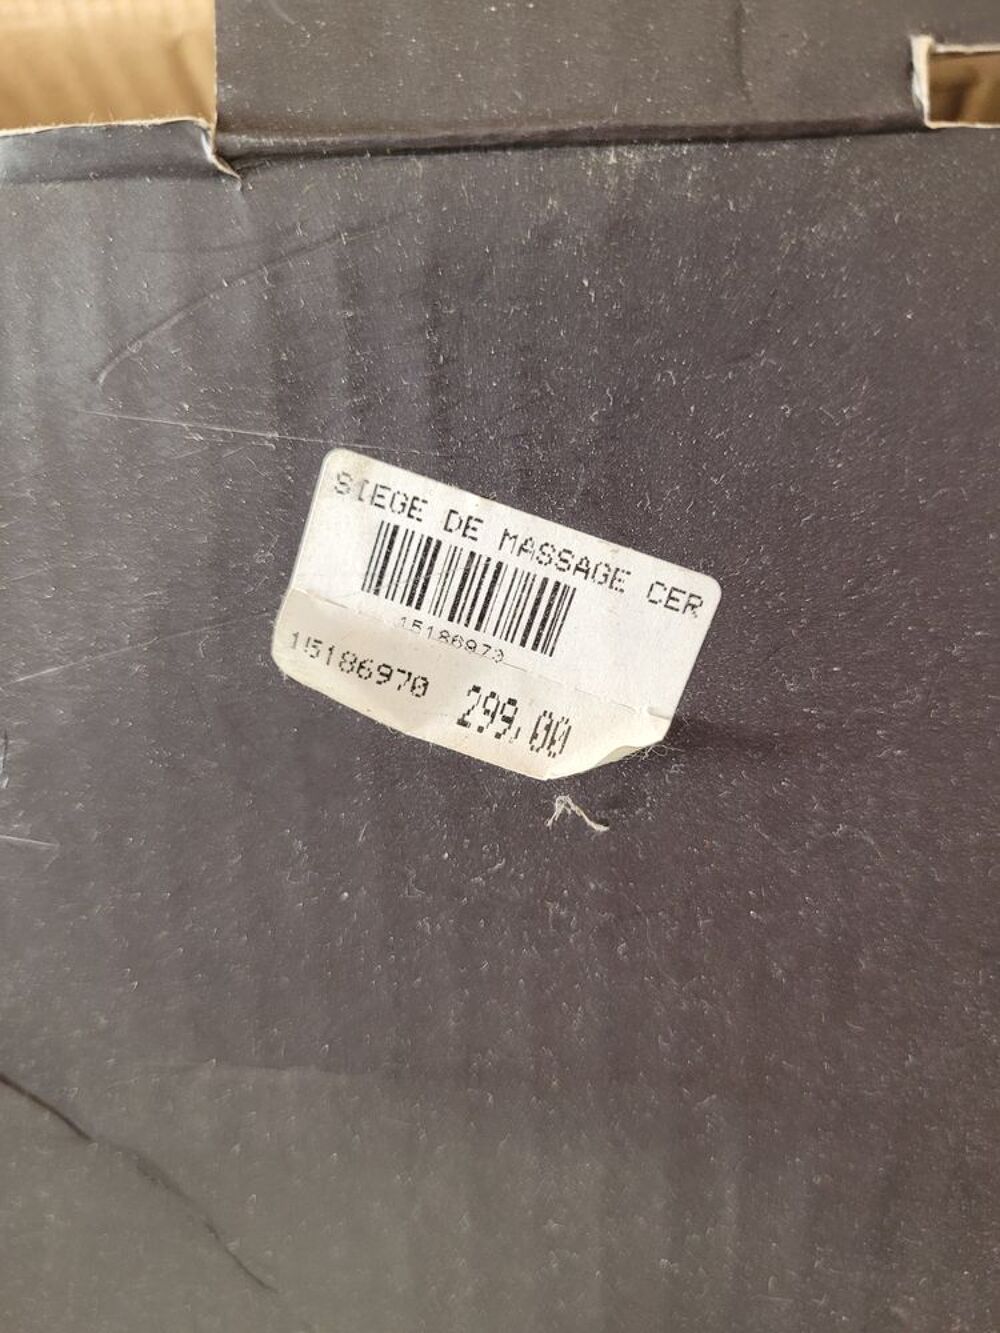 SIEGE DE MASSAGE CER
15186970
15186970 299.00